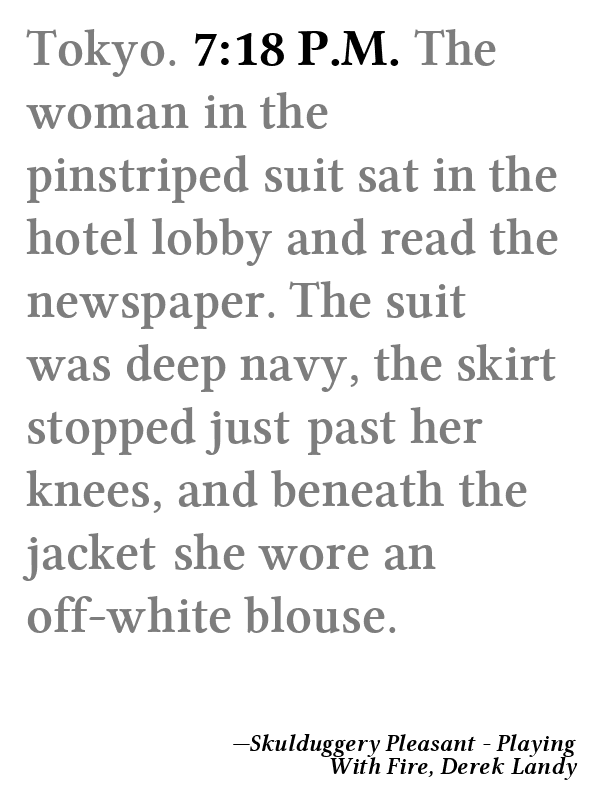 Tokyo. 7:18 P.M. The
woman in the
pinstriped suit sat in the
hotel lobby and read the
newspaper. The suit
was deep navy, the skirt
stopped just past her
knees, and beneath the
jacket she wore an
off-white blouse.
—Skulduggery Pleasant - Playing
With Fire, Derek Landy